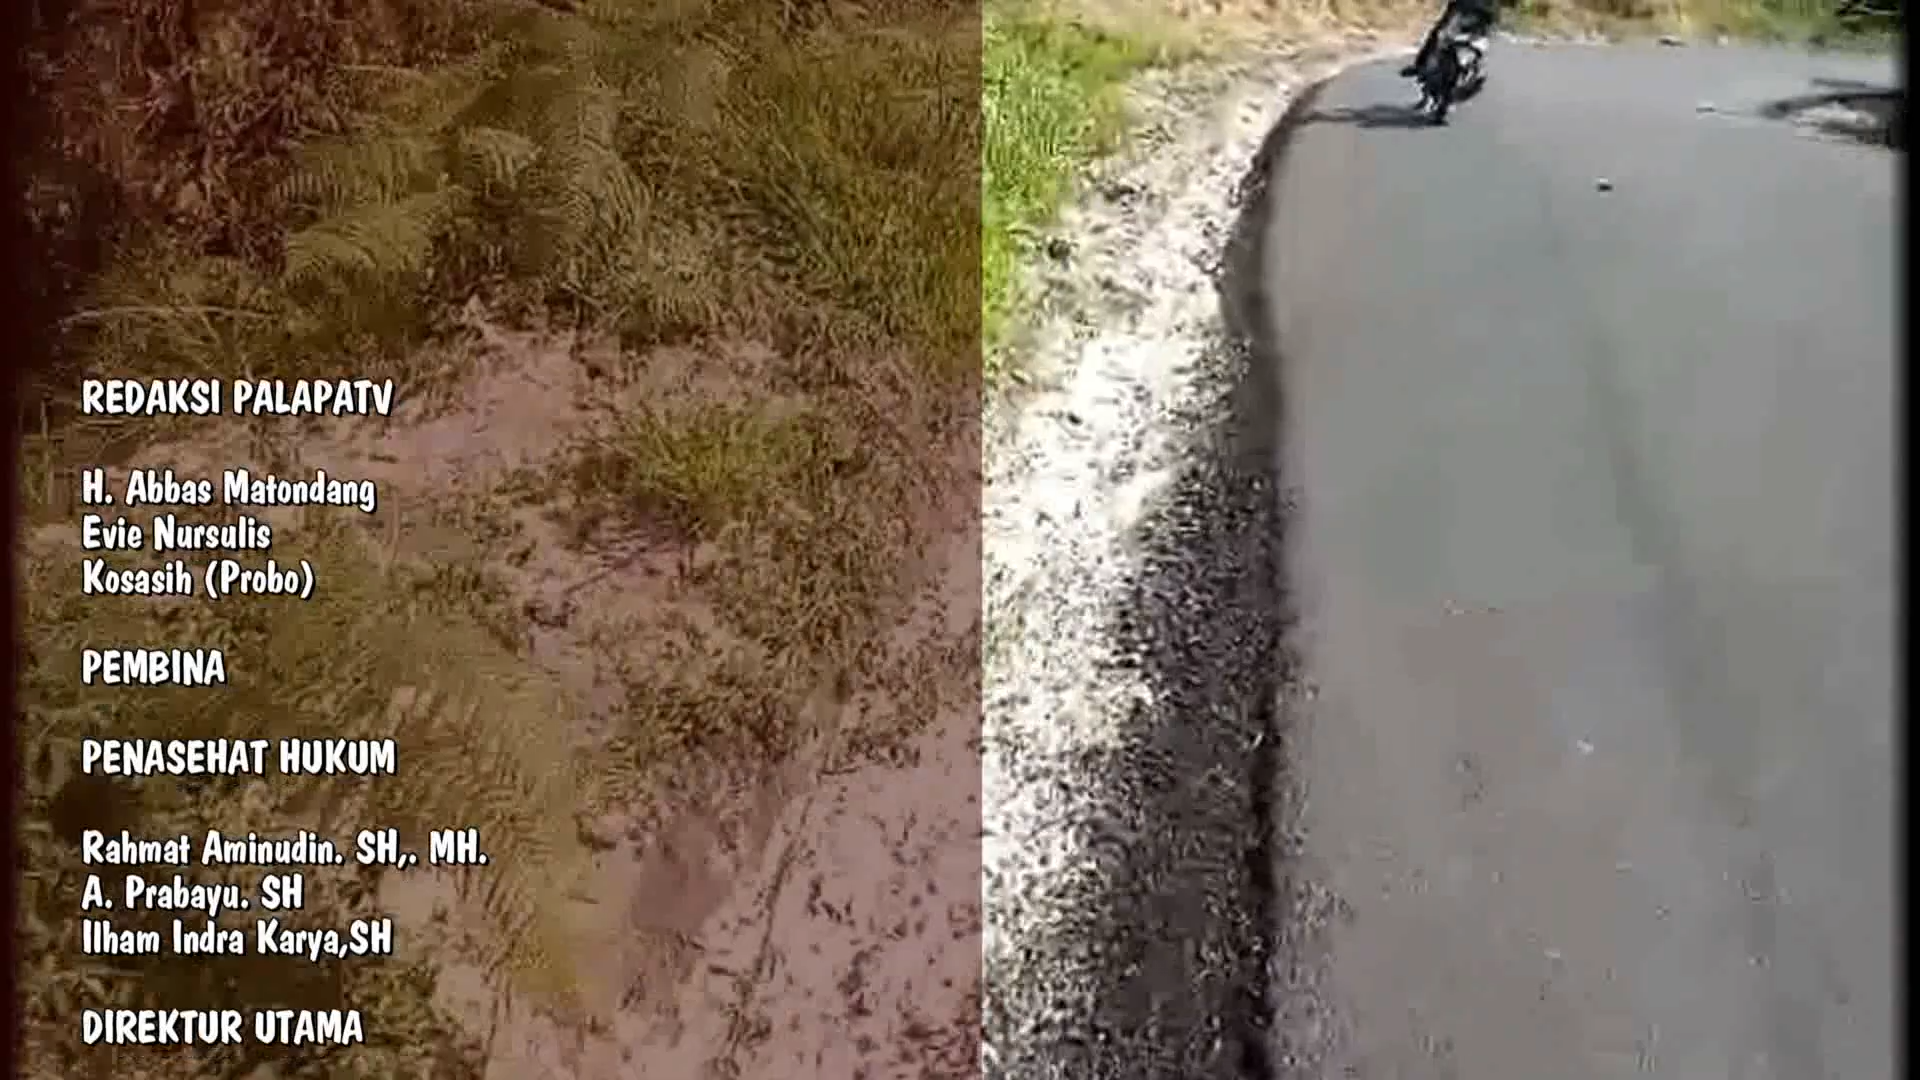 REDAKSI PALAPATV
H. Abbas Matondang
Evie Nursulis
Kosasih (Probo)
PEMBINA
PENASEHAT HUKUM
Rahmat Aminudin. SH,. MH.
A. Prabayu. SH
Ilham Indra Karya,SH
DIREKTUR UTAMA